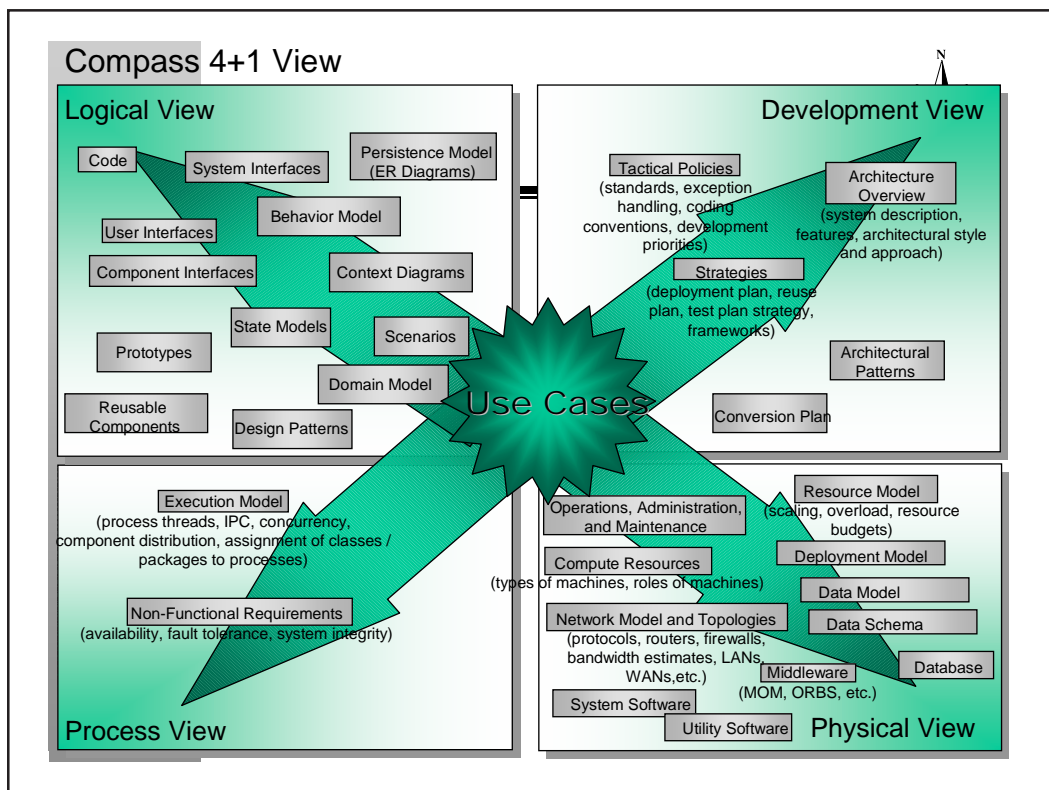 Compass 4+1 View
N
Logical View
Code
System Interfaces
Persistence Model
(ER Diagrams)
Behavior Model
User Interfaces
Component Interfaces
Context Diagrams
State Models
Scenarios
Prototypes
Domain Model
Reusable
Components
Design Patterns
Development View
Tactical Policies
(standards, exception
handling, coding
conventions, development
priorities)
Architecture
Overview
(system description,
features, architectural style
and approach)
Strategies
(deployment plan, reuse
plan, test plan strategy,
frameworks)
Architectural
Patterns
Conversion Plan
Use Cases
Execution Model
(process threads, IPC, concurrency,
component distribution, assignment of classes /
packages to processes)
Non-Functional Requirements
(availability, fault tolerance, system integrity)
Process View
Operations, Administration,
and Maintenance
Resource Model
(scaling, overload, resource
budgets)
Compute Resources
(types of machines, roles of machines)
Deployment Model
Data Model
Network Model and Topologies
(protocols, routers, firewalls,
bandwidth estimates, LANs,
WANs,etc.)
Data Schema
Middleware
(MOM, ORBS, etc.)
Database
System Software
Utility Software
Physical View